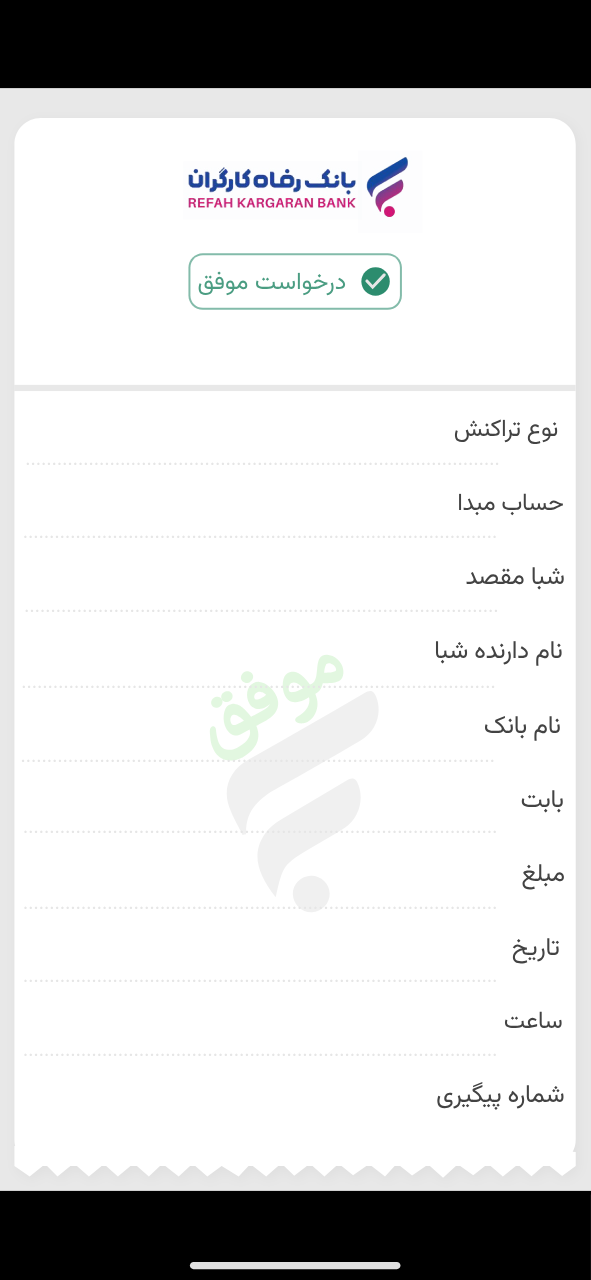 بانک رفاه کارگران
REFAH KARGARAN BANK
درخواست موفق
نوع تراکنش
حساب مبدا
شبا مقصد
نام دارنده شبا
موفق
نام بانک
بابت
مبلغ
تاریخ
ساعت
شماره پیگیری